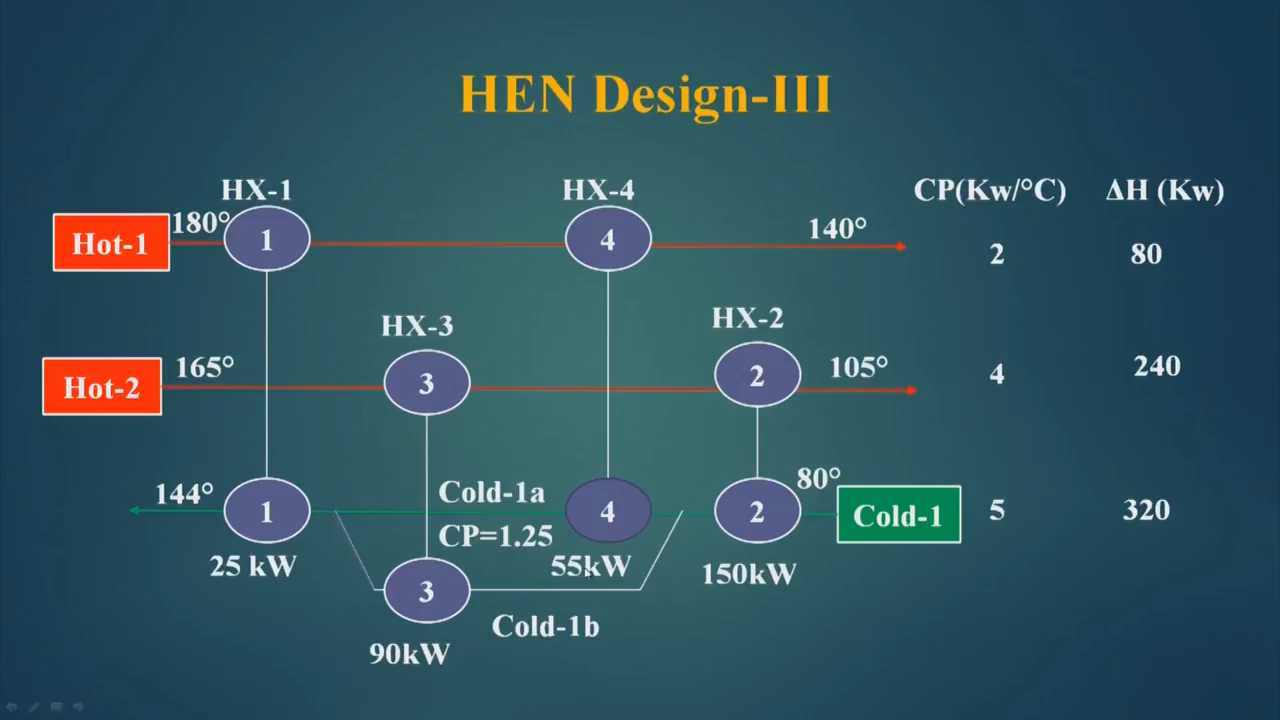 HEN Design-III
HX-1 HX-4 CP(Kw/°C) ΔH (Kw)
Hot-1 180° 1 4 140° 2 80
HX-3 HX-2
Hot-2 165° 3 2 105° 4 240
144° 1 Cold-1a 4 2 80° Cold-1 5 320
CP=1.25
25 kW 55kW 150kW
3
Cold-1b
90kW